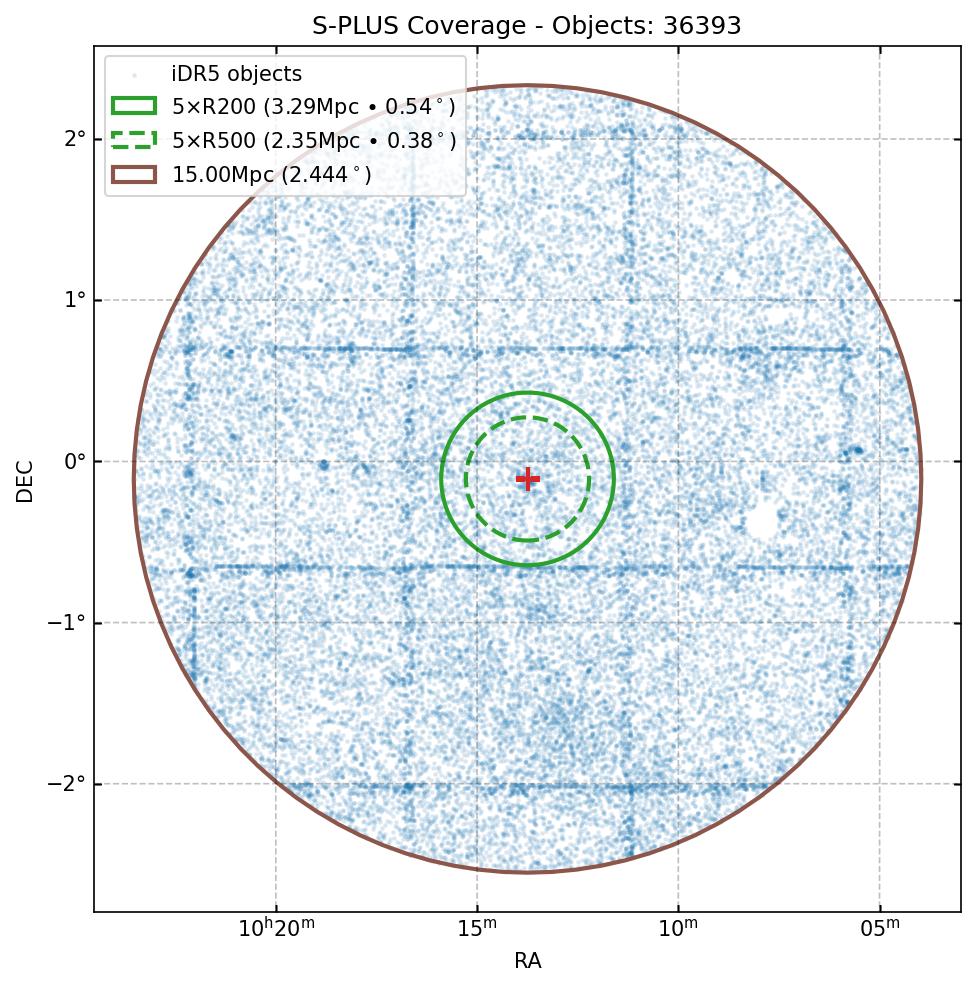 S-PLUS Coverage - Objects: 36393
iDR5 objects
5×R200 (3.29Mpc • 0.54°)
5×R500 (2.35Mpc • 0.38°)
15.00Mpc (2.444°)
2°
1°
0°
−1°
−2°
DEC
10ʰ20ᵐ 15ᵐ 10ᵐ 05ᵐ
RA